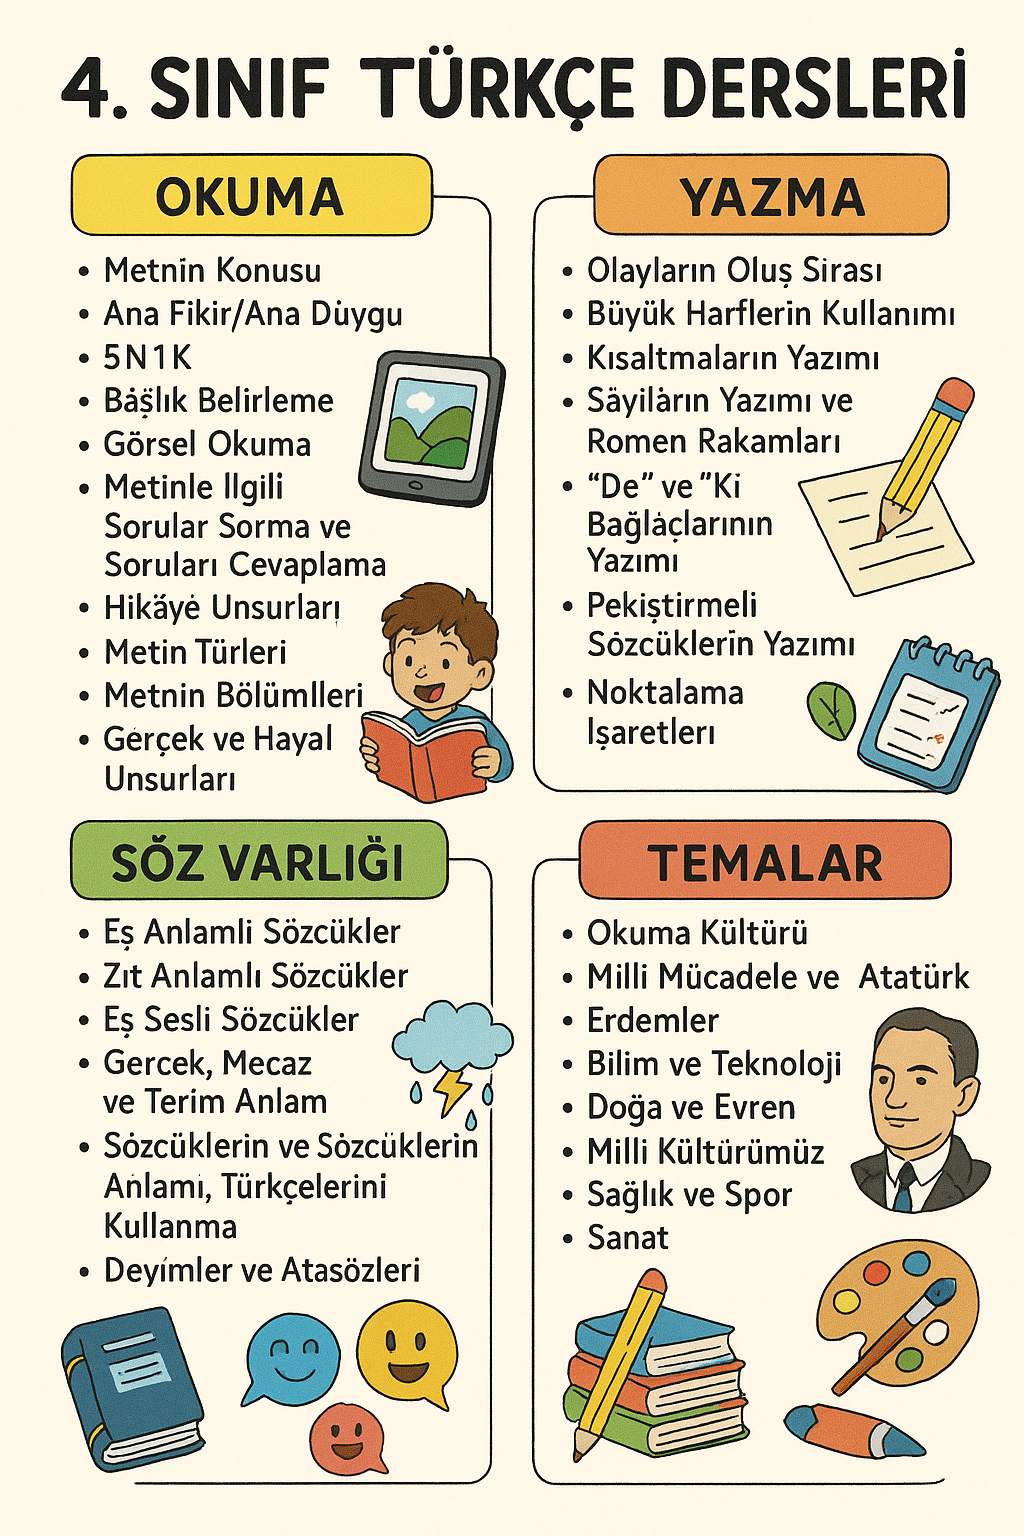 4. SINIF TÜRKÇE DERSLERİ
OKUMA
• Metnin Konusu
• Ana Fikir/Ana Duygu
• 5N1K
• Başlık Belirleme
• Görsel Okuma
• Metinle Ilgili
Sorular Sorma ve
Soruları Cevaplama
• Hikâye Unsurları
• Metin Türleri
• Metnin Bölümlleri
• Gerçek ve Hayal
Unsurları
YAZMA
• Olayların Oluş Sirası
• Büyük Harflerin Kullanımı
• Kısaltmaların Yazımı
• Sayiların Yazımı ve
Romen Rakamları
• “De” ve ”Ki
Bağlaçlarının
Yazımı
• Pekiştirmeli
Sözcüklerin Yazımı
• Noktalama
Işaretlerı
SÖZ VARLIĞI
• Eş Anlamli Sözcükler
• Zıt Anlamlı Sözcükler
• Eş Sesli Sözcükler
• Gercek, Mecaz
ve Terim Anlam
• Sözcüklerin ve Sözcüklerin
Anlamı, Türkçelerini
Kullanma
• Deyimler ve Atasözleri
TEMALAR
• Okuma Kültürü
• Milli Mücadele ve Atatürk
• Erdemler
• Bilim ve Teknoloji
• Doğa ve Evren
• Milli Kültürümüz
• Sağlık ve Spor
• Sanat